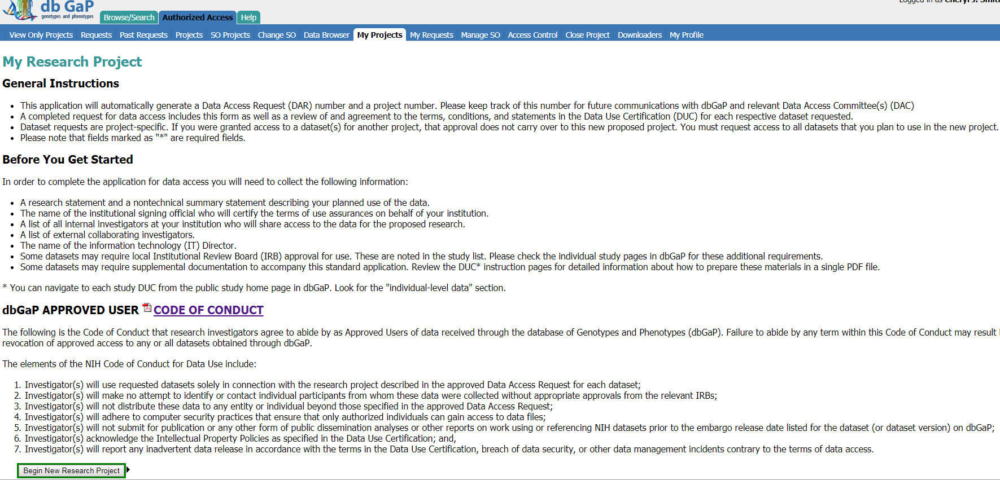 db GaP
genotypes and phenotypes
Logged in as Cheryl J. Smith
Browse/Search Authorized Access Help
View Only Projects Requests Past Requests Projects SO Projects Change SO Data Browser My Projects My Requests Manage SO Access Control Close Project Downloaders My Profile
My Research Project
General Instructions
• This application will automatically generate a Data Access Request (DAR) number and a project number. Please keep track of this number for future communications with dbGaP and relevant Data Access Committee(s) (DAC)
• A completed request for data access includes this form as well as a review of and agreement to the terms, conditions, and statements in the Data Use Certification (DUC) for each respective dataset requested.
• Dataset requests are project-specific. If you were granted access to a dataset(s) for another project, that approval does not carry over to this new proposed project. You must request access to all datasets that you plan to use in the new project.
• Please note that fields marked as "*" are required fields.
Before You Get Started
In order to complete the application for data access you will need to collect the following information:
• A research statement and a nontechnical summary statement describing your planned use of the data.
• The name of the institutional signing official who will certify the terms of use assurances on behalf of your institution.
• A list of all internal investigators at your institution who will share access to the data for the proposed research.
• A list of external collaborating investigators.
• The name of the information technology (IT) Director.
• Some datasets may require local Institutional Review Board (IRB) approval for use. These are noted in the study list. Please check the individual study pages in dbGaP for these additional requirements.
• Some datasets may require supplemental documentation to accompany this standard application. Review the DUC* instruction pages for detailed information about how to prepare these materials in a single PDF file.
* You can navigate to each study DUC from the public study home page in dbGaP. Look for the "individual-level data" section.
dbGaP APPROVED USER CODE OF CONDUCT
The following is the Code of Conduct that research investigators agree to abide by as Approved Users of data received through the database of Genotypes and Phenotypes (dbGaP). Failure to abide by any term within this Code of Conduct may result
revocation of approved access to any or all datasets obtained through dbGaP.
The elements of the NIH Code of Conduct for Data Use include:
1. Investigator(s) will use requested datasets solely in connection with the research project described in the approved Data Access Request for each dataset;
2. Investigator(s) will make no attempt to identify or contact individual participants from whom these data were collected without appropriate approvals from the relevant IRBs;
3. Investigator(s) will not distribute these data to any entity or individual beyond those specified in the approved Data Access Request;
4. Investigator(s) will adhere to computer security practices that ensure that only authorized individuals can gain access to data files;
5. Investigator(s) will not submit for publication or any other form of public dissemination analyses or other reports on work using or referencing NIH datasets prior to the embargo release date listed for the dataset (or dataset version) on dbGaP;
6. Investigator(s) acknowledge the Intellectual Property Policies as specified in the Data Use Certification; and,
7. Investigator(s) will report any inadvertent data release in accordance with the terms in the Data Use Certification, breach of data security, or other data management incidents contrary to the terms of data access.
Begin New Research Project